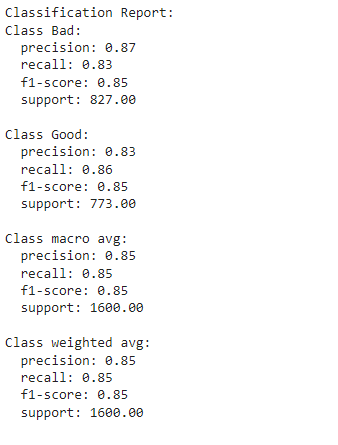 Classification Report:
Class Bad:
  precision: 0.87
  recall: 0.83
  f1-score: 0.85
  support: 827.00

Class Good:
  precision: 0.83
  recall: 0.86
  f1-score: 0.85
  support: 773.00

Class macro avg:
  precision: 0.85
  recall: 0.85
  f1-score: 0.85
  support: 1600.00

Class weighted avg:
  precision: 0.85
  recall: 0.85
  f1-score: 0.85
  support: 1600.00